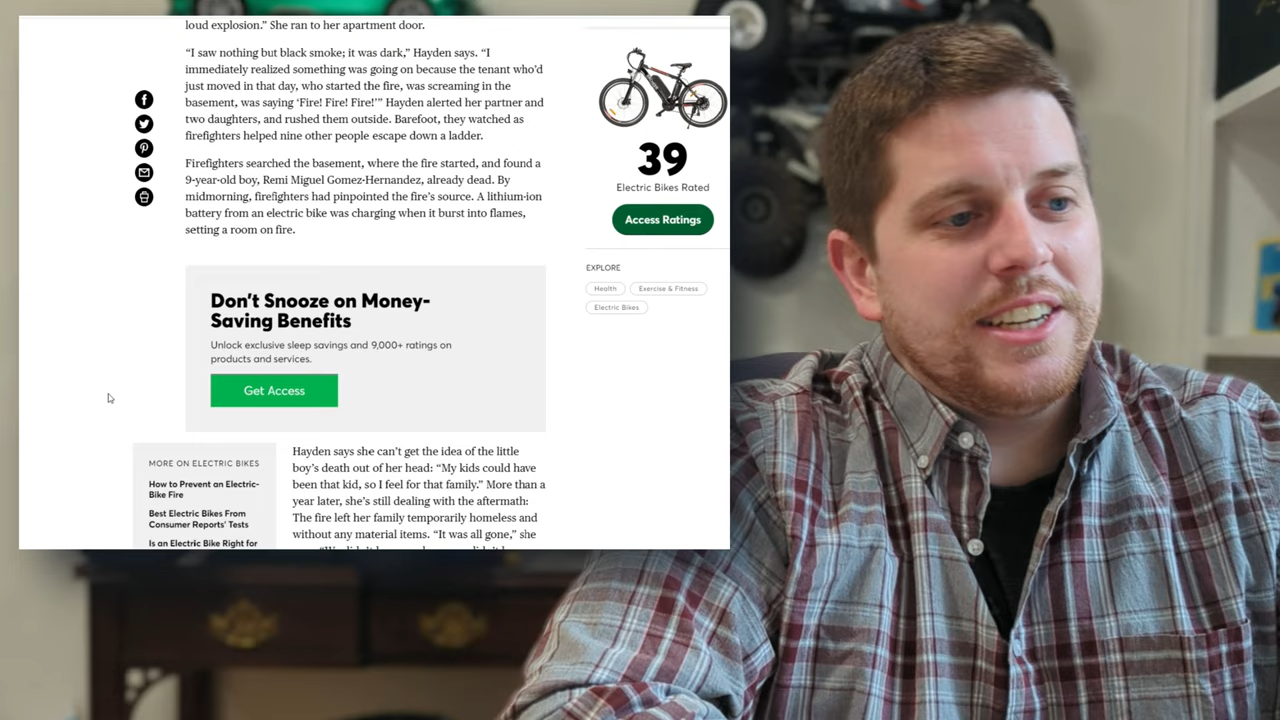 loud explosion.” She ran to her apartment door.
“I saw nothing but black smoke; it was dark,” Hayden says. “I
immediately realized something was going on because the tenant who’d
just moved in that day, who started the fire, was screaming in the
basement, was saying ‘Fire! Fire! Fire!’” Hayden alerted her partner and
two daughters, and rushed them outside. Barefoot, they watched as
firefighters helped nine other people escape down a ladder.
Firefighters searched the basement, where the fire started, and found a
9-year-old boy, Remi Miguel Gomez-Hernandez, already dead. By
midmorning, firefighters had pinpointed the fire’s source. A lithium-ion
battery from an electric bike was charging when it burst into flames,
setting a room on fire.
Don’t Snooze on Money-
Saving Benefits
Unlock exclusive sleep savings and 9,000+ ratings on
products and services.
Get Access
MORE ON ELECTRIC BIKES
How to Prevent an Electric-
Bike Fire
Best Electric Bikes From
Consumer Reports’ Tests
Is an Electric Bike Right for
Hayden says she can’t get the idea of the little
boy’s death out of her head: “My kids could have
been that kid, so I feel for that family.” More than a
year later, she’s still dealing with the aftermath:
The fire left her family temporarily homeless and
without any material items. “It was all gone,” she
39
Electric Bikes Rated
Access Ratings
EXPLORE
Health
Exercise & Fitness
Electric Bikes